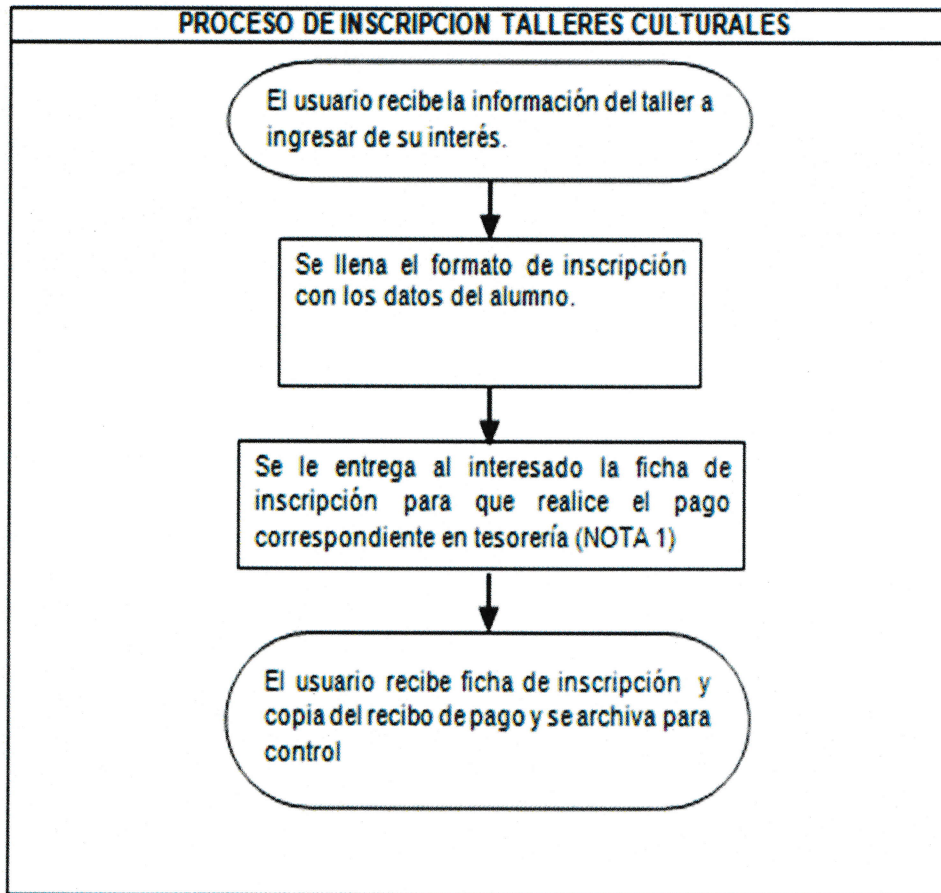 PROCESO DE INSCRIPCION TALLERES CULTURALES
El usuario recibe la información del taller a
ingresar de su interés.
Se llena el formato de inscripción
con los datos del alumno.
Se le entrega al interesado la ficha de
inscripción para que realice el pago
correspondiente en tesorería (NOTA 1)
El usuario recibe ficha de inscripción y
copia del recibo de pago y se archiva para
control